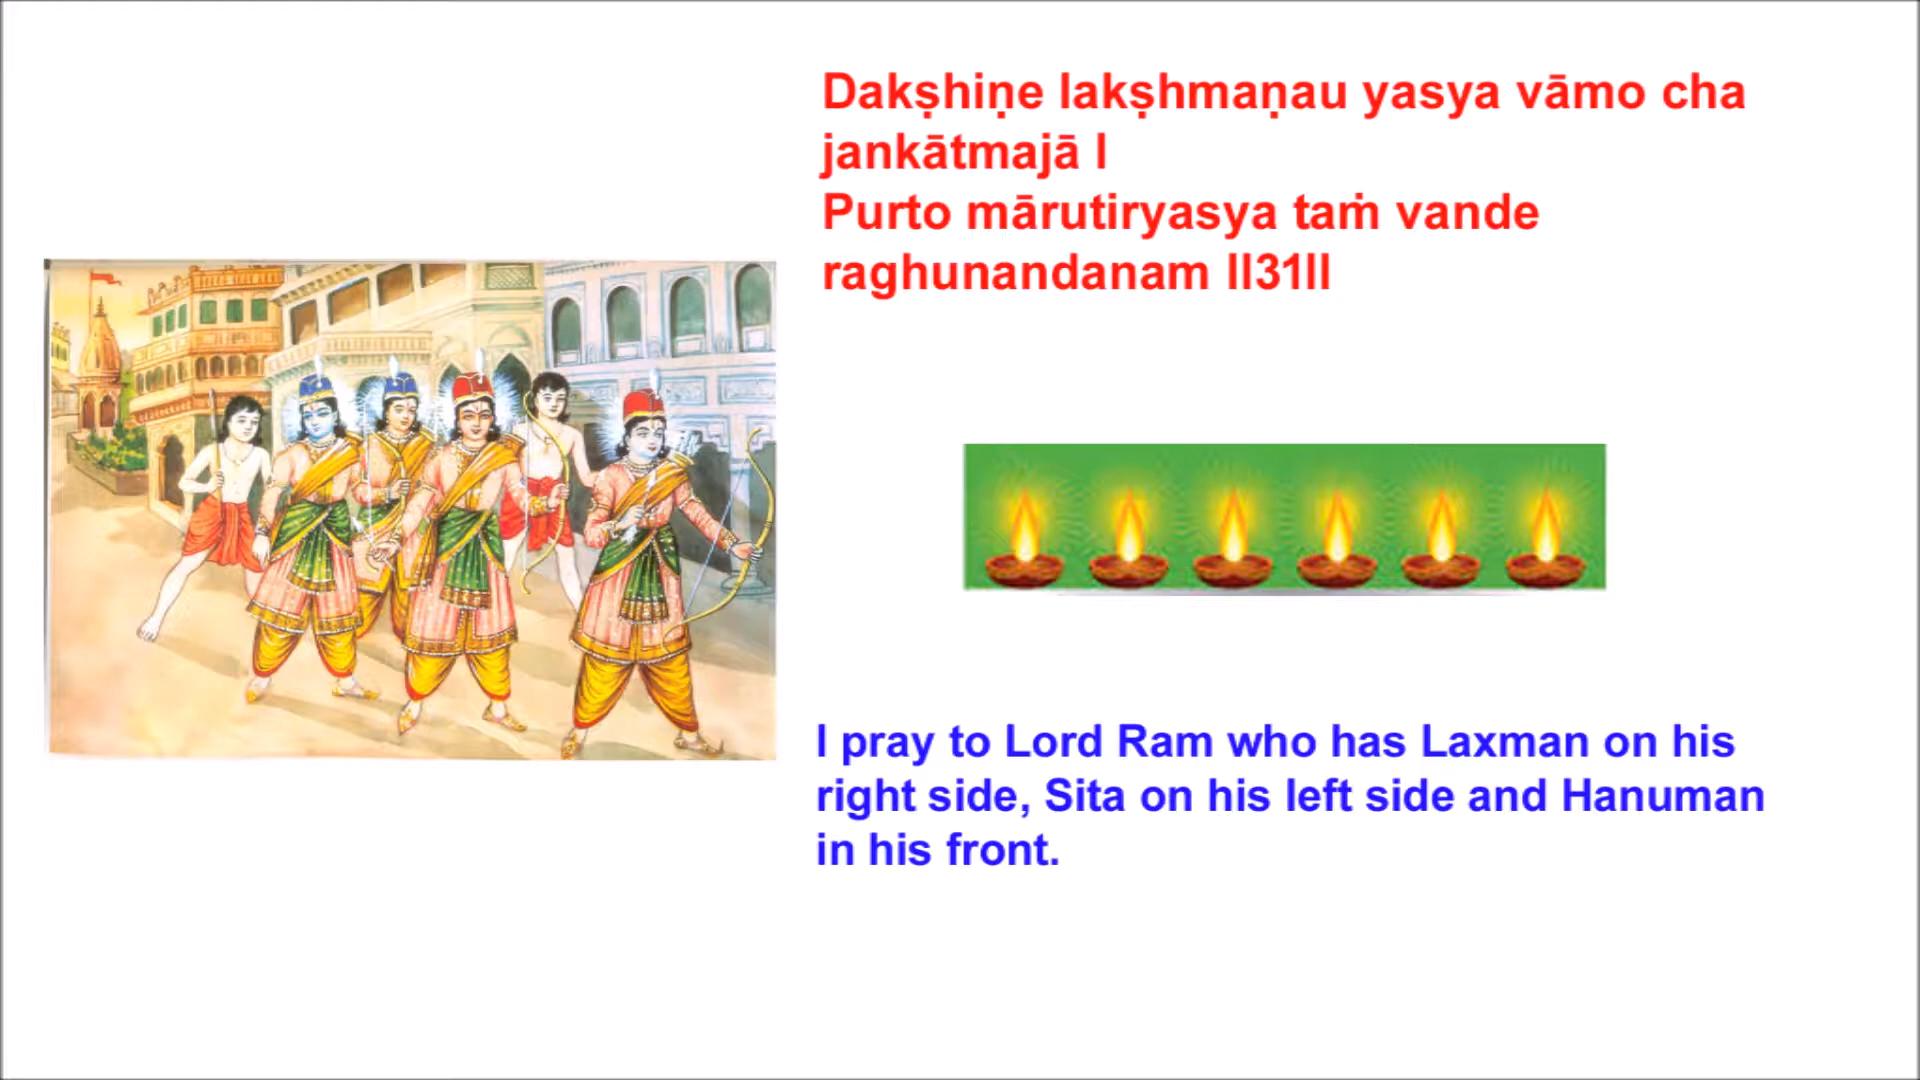 Dakṣhiṇe lakṣhmaṇau yasya vāmo cha
jankātmajā l
Purto mārutiryasya taṁ vande
raghunandanam ll31ll
I pray to Lord Ram who has Laxman on his
right side, Sita on his left side and Hanuman
in his front.